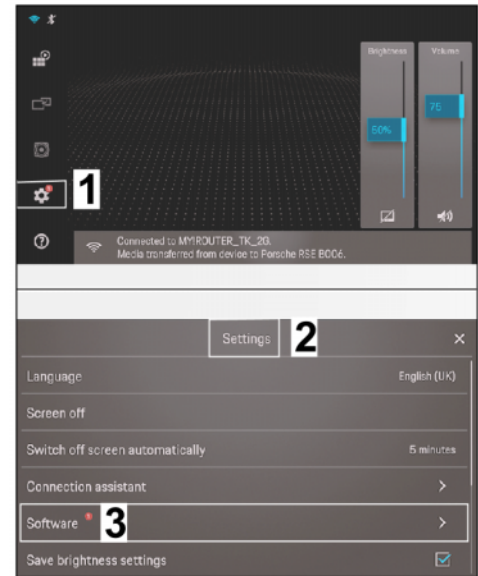 Brightness
Volume
75
60%
1
Connected to MYIROUTER_TK_2G.
Media transferred from device to Porsche RSE B006.
Settings
2
Language
English (UK)
Screen off
Switch off screen automatically
5 minutes
Connection assistant
Software
3
Save brightness settings